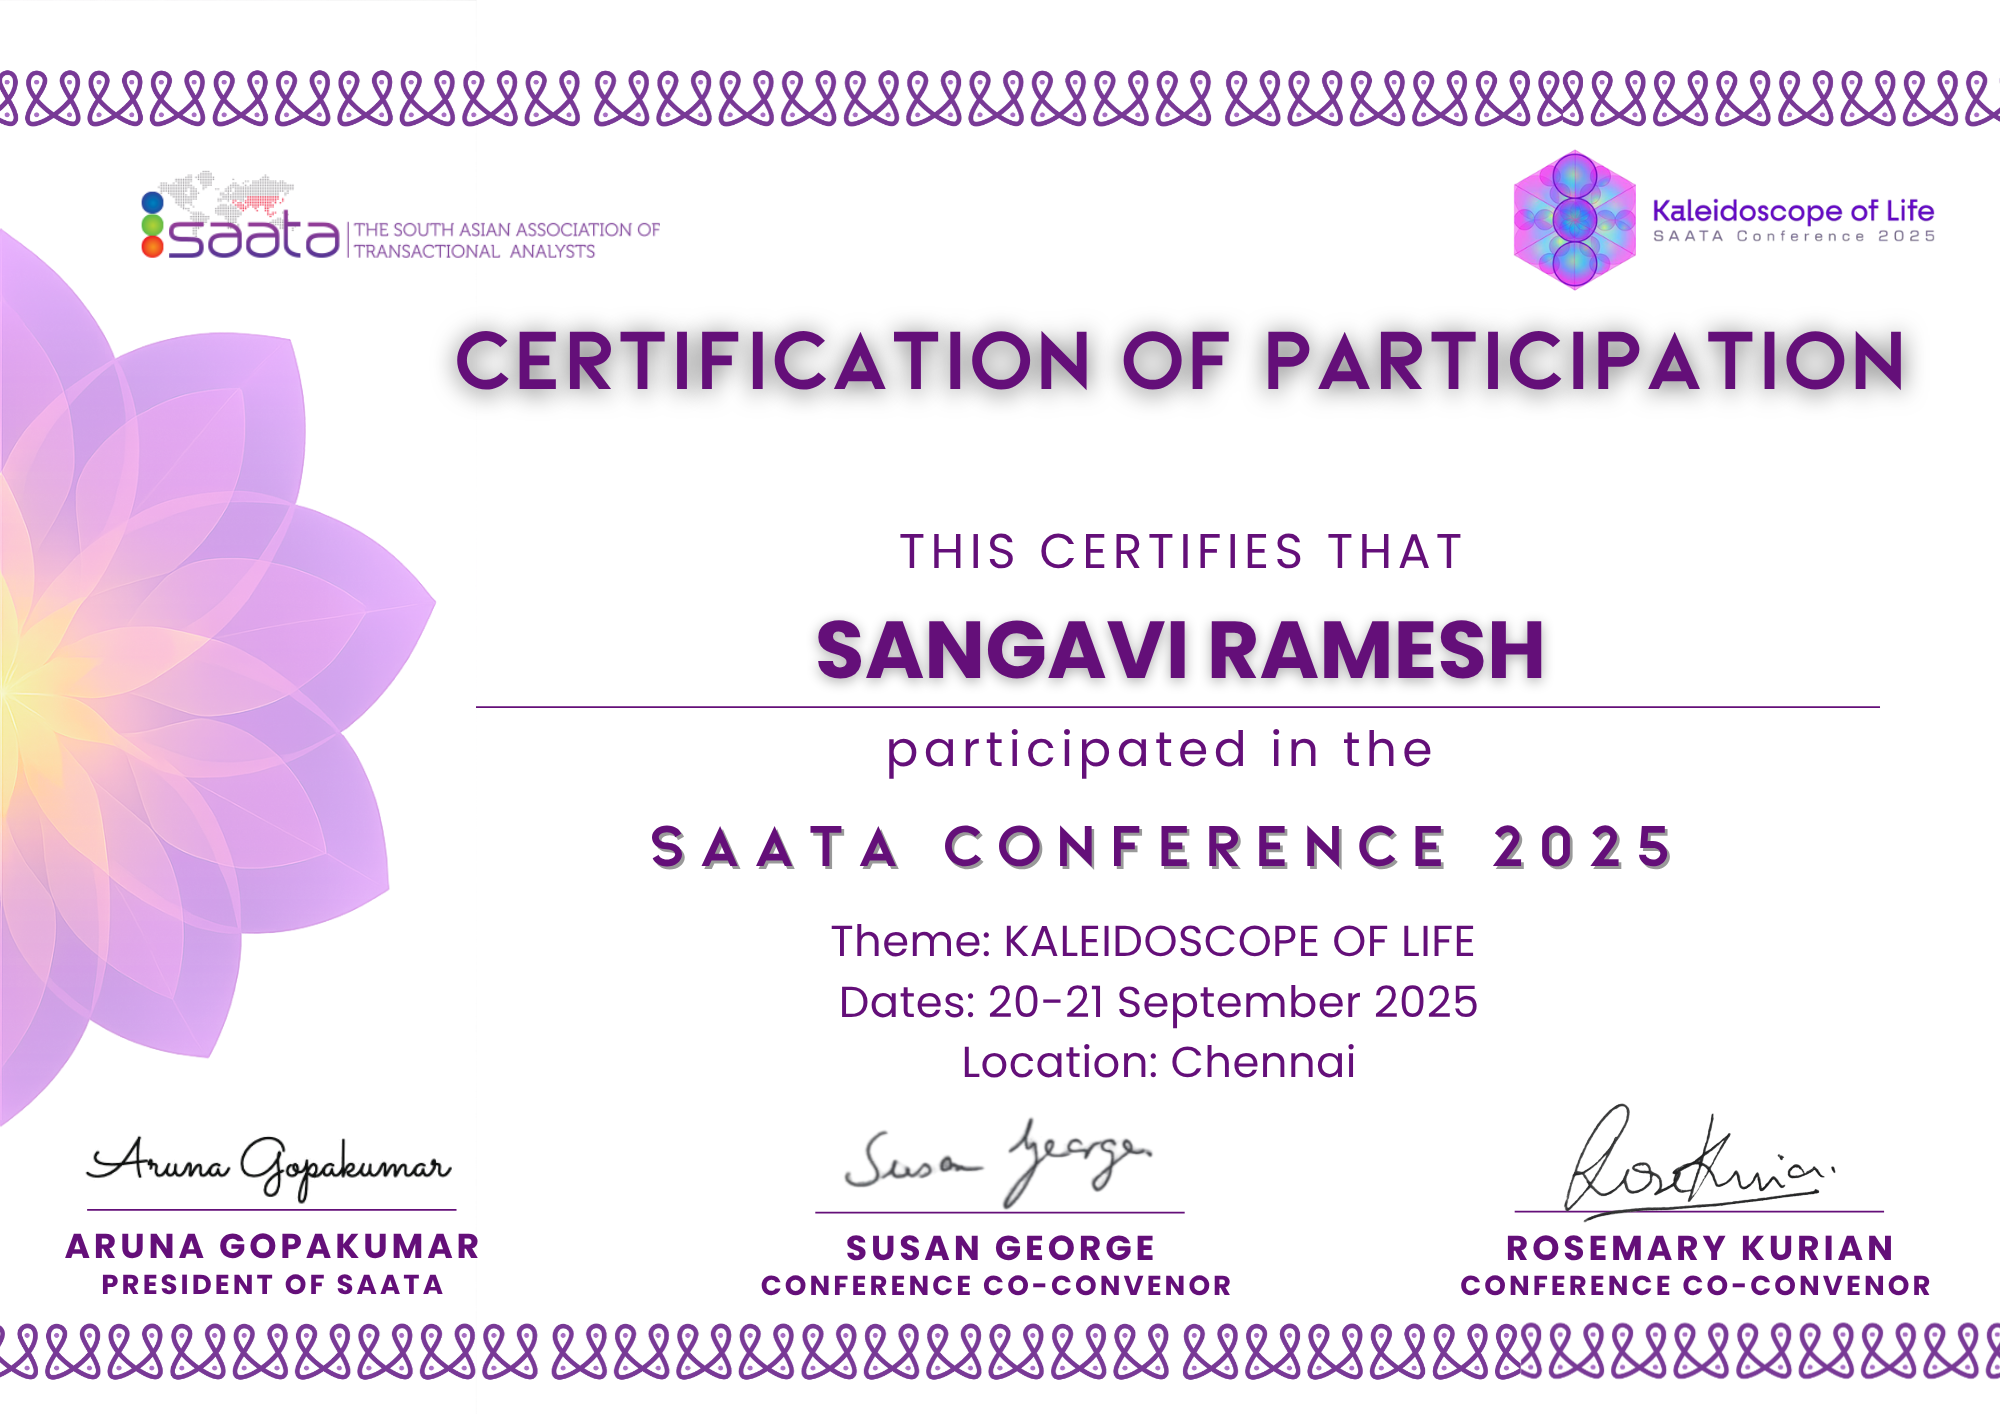 saata
THE SOUTH ASIAN ASSOCIATION OF
TRANSACTIONAL ANALYSTS
Kaleidoscope of Life
SAATA Conference 2025
CERTIFICATION OF PARTICIPATION
THIS CERTIFIES THAT
SANGAVI RAMESH
participated in the
SAATA CONFERENCE 2025
Theme: KALEIDOSCOPE OF LIFE
Dates: 20-21 September 2025
Location: Chennai
Aruna Gopakumar
ARUNA GOPAKUMAR
PRESIDENT OF SAATA
Susan George
SUSAN GEORGE
CONFERENCE CO-CONVENOR
RoseKurian
ROSEMARY KURIAN
CONFERENCE CO-CONVENOR